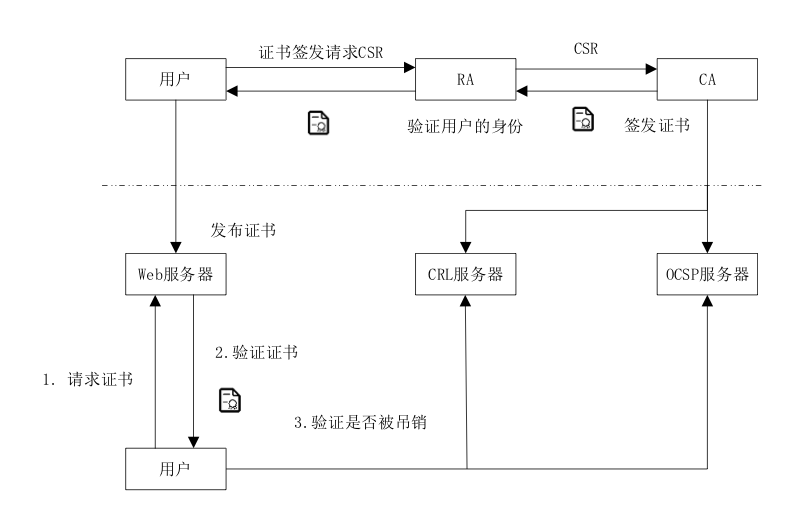 证书签发请求CSR
CSR
用户
RA
CA
验证用户的身份
签发证书
发布证书
Web服务器
CRL服务器
OCSP服务器
2.验证证书
1. 请求证书
3.验证是否被吊销
用户